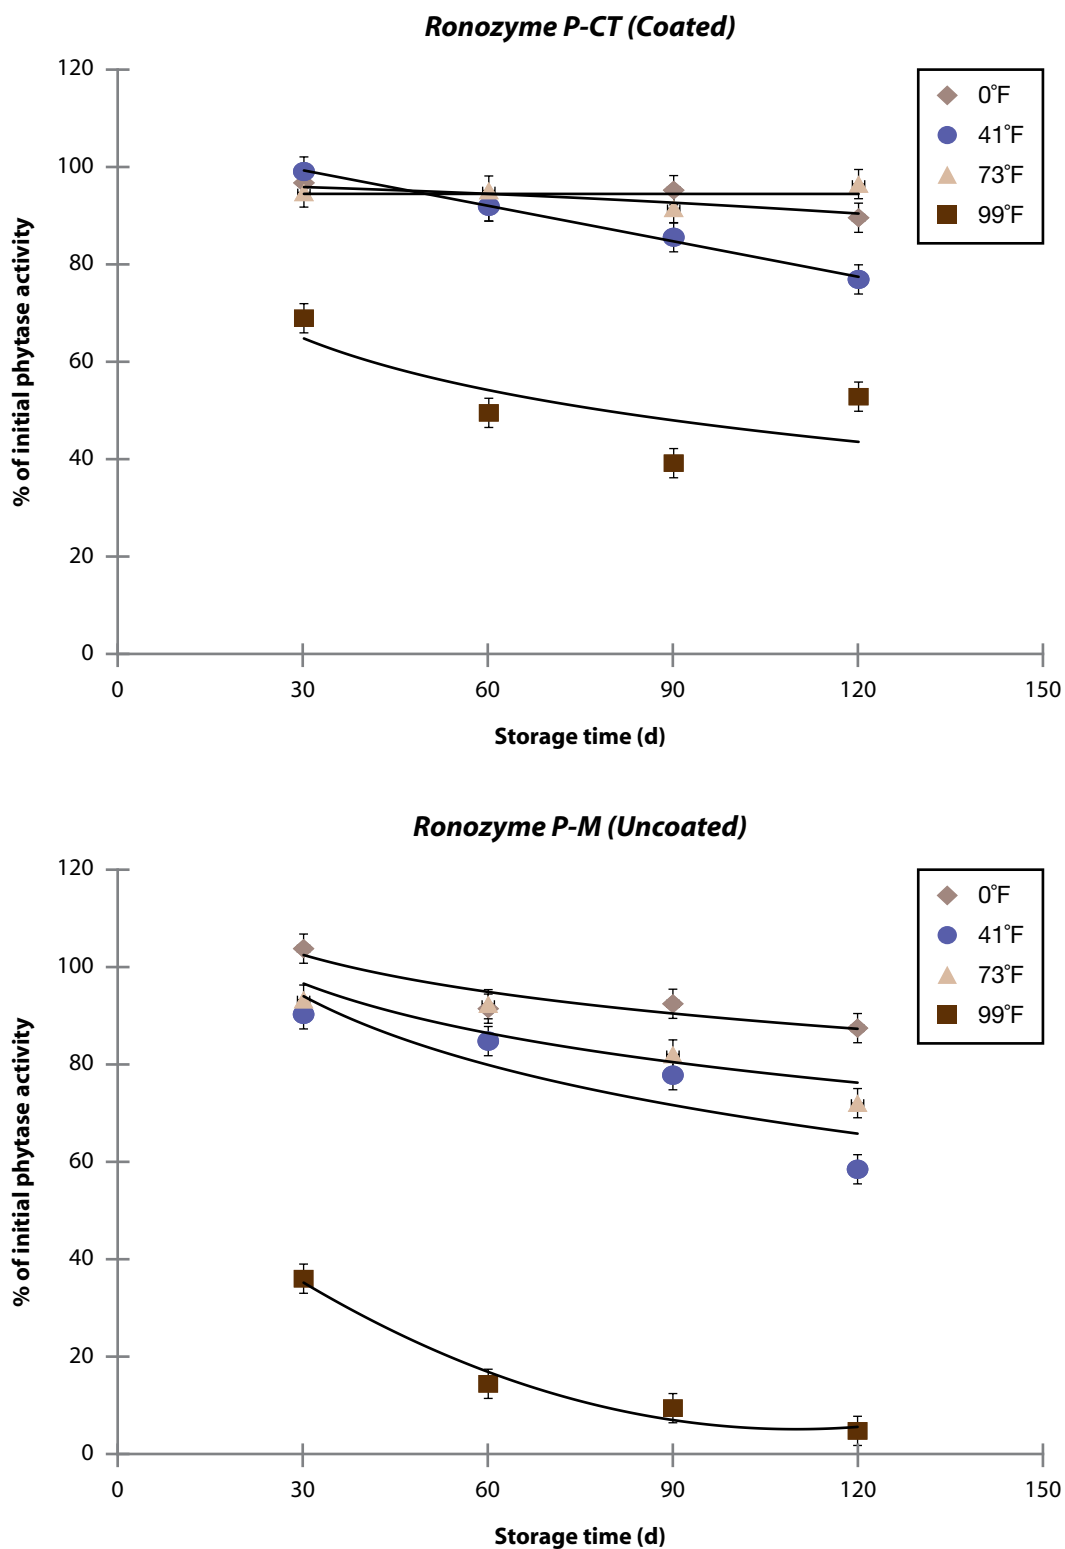 Ronozyme P-CT (Coated)
120
100
80
60
40
20
0
% of initial phytase activity
0 30 60 90 120 150
Storage time (d)
0°F
41°F
73°F
99°F
Ronozyme P-M (Uncoated)
120
100
80
60
40
20
0
% of initial phytase activity
0 30 60 90 120 150
Storage time (d)
0°F
41°F
73°F
99°F